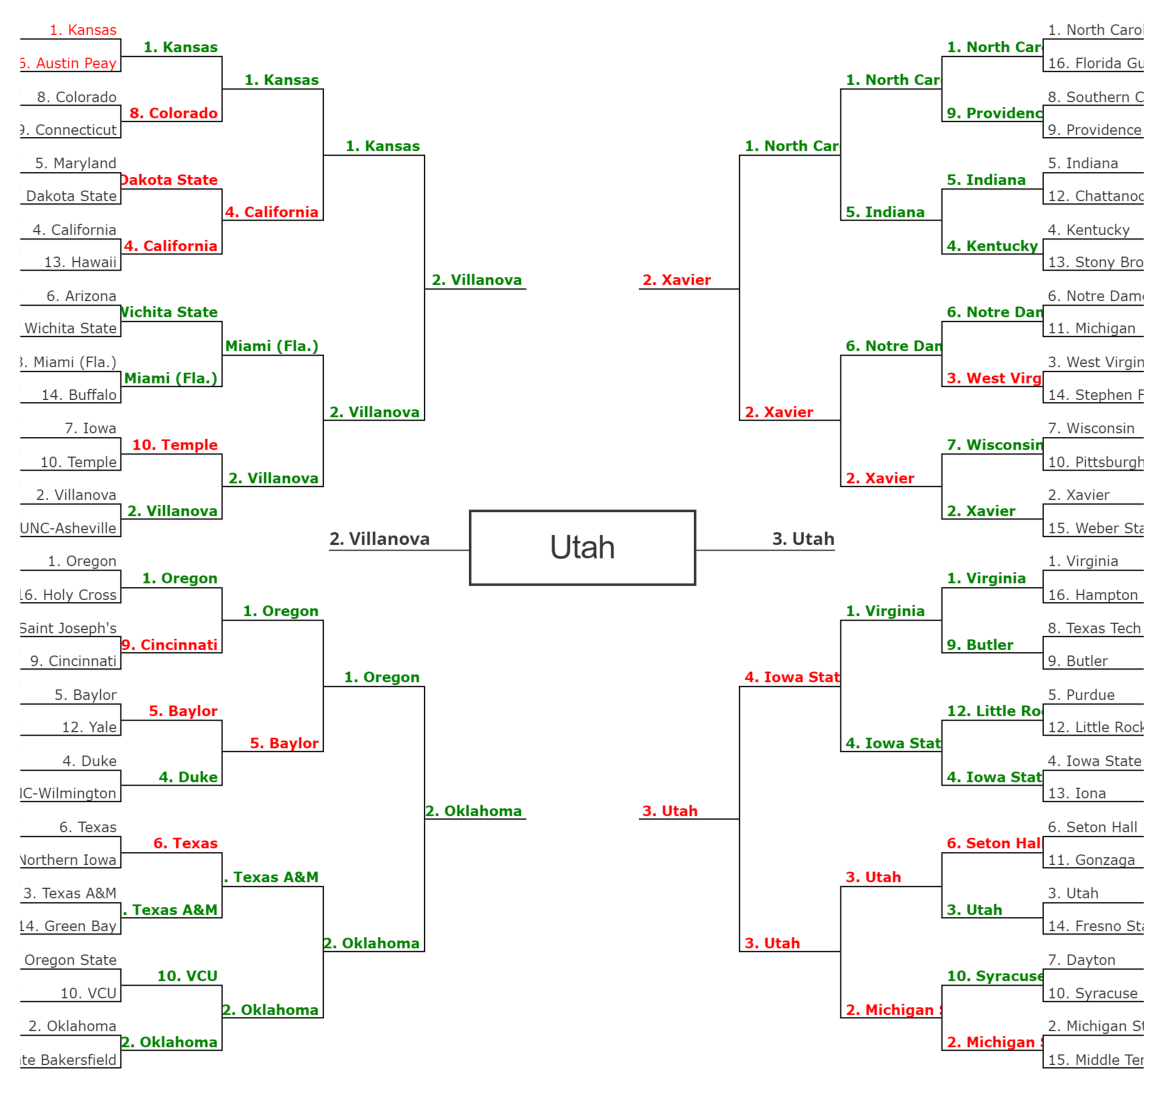 1. Kansas
6. Austin Peay
8. Colorado
9. Connecticut
5. Maryland
Dakota State
4. California
13. Hawaii
6. Arizona
Wichita State
3. Miami (Fla.)
14. Buffalo
7. Iowa
10. Temple
2. Villanova
UNC-Asheville
1. Oregon
16. Holy Cross
Saint Joseph's
9. Cincinnati
5. Baylor
12. Yale
4. Duke
NC-Wilmington
6. Texas
Northern Iowa
3. Texas A&M
14. Green Bay
Oregon State
10. VCU
2. Oklahoma
te Bakersfield
1. Kansas
8. Colorado
Dakota State
4. California
Wichita State
Miami (Fla.)
10. Temple
2. Villanova
1. Oregon
9. Cincinnati
5. Baylor
4. Duke
6. Texas
. Texas A&M
10. VCU
2. Oklahoma
1. Kansas
4. California
Miami (Fla.)
2. Villanova
1. Oregon
5. Baylor
. Texas A&M
2. Oklahoma
1. Kansas
2. Villanova
1. Oregon
2. Oklahoma
2. Villanova
2. Oklahoma
2. Villanova
Utah
3. Utah
2. Xavier
3. Utah
1. North Car
2. Xavier
4. Iowa Stat
3. Utah
1. North Car
5. Indiana
6. Notre Dam
2. Xavier
1. Virginia
4. Iowa Stat
3. Utah
2. Michigan S
1. North Car
9. Providenc
5. Indiana
4. Kentucky
6. Notre Dam
3. West Virg
7. Wisconsin
2. Xavier
1. Virginia
9. Butler
12. Little Ro
4. Iowa Stat
6. Seton Hal
3. Utah
10. Syracuse
2. Michigan S
1. North Carol
16. Florida Gu
8. Southern C
9. Providence
5. Indiana
12. Chattanoo
4. Kentucky
13. Stony Bro
6. Notre Dame
11. Michigan
3. West Virgin
14. Stephen F
7. Wisconsin
10. Pittsburgh
2. Xavier
15. Weber Sta
1. Virginia
16. Hampton
8. Texas Tech
9. Butler
5. Purdue
12. Little Rock
4. Iowa State
13. Iona
6. Seton Hall
11. Gonzaga
3. Utah
14. Fresno Sta
7. Dayton
10. Syracuse
2. Michigan St
15. Middle Ten